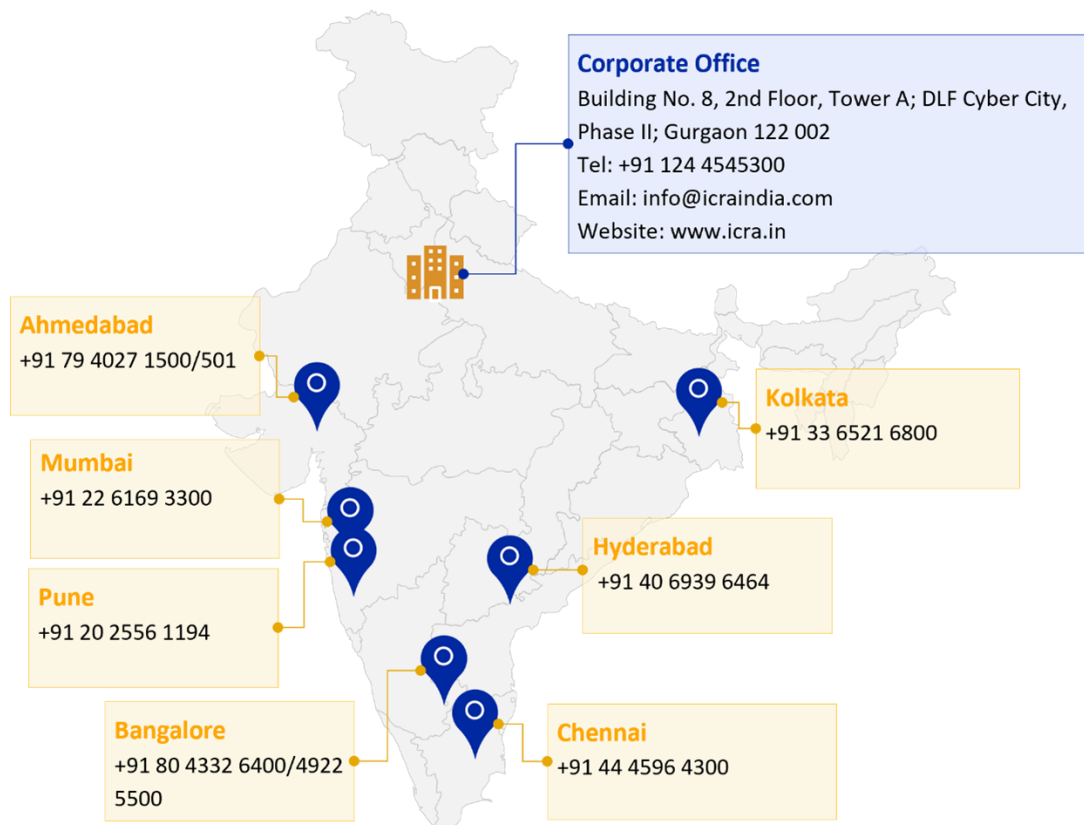 Corporate Office
Building No. 8, 2nd Floor, Tower A; DLF Cyber City,
Phase II; Gurgaon 122 002
Tel: +91 124 4545300
Email: info@icraindia.com
Website: www.icra.in
Ahmedabad
+91 79 4027 1500/501
Kolkata
+91 33 6521 6800
Mumbai
+91 22 6169 3300
Hyderabad
+91 40 6939 6464
Pune
+91 20 2556 1194
Bangalore
+91 80 4332 6400/4922
5500
Chennai
+91 44 4596 4300